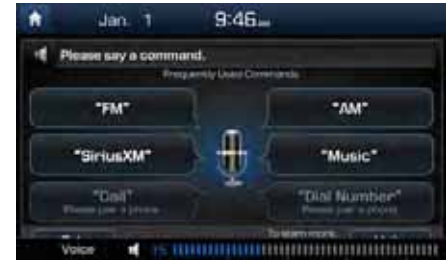 Jan. 1 9:46
Please say a command.
Frequently Used Commands
"FM" "AM"
"SiriusXM" "Music"
"Call" "Dial Number"
Please pair a phone Please pair a phone
To learn more,
Voice 15